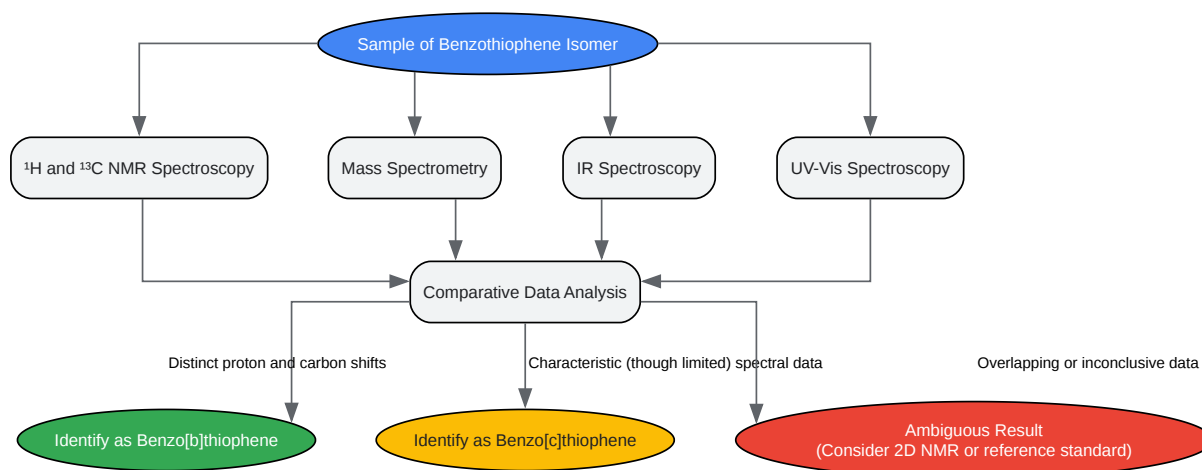 Sample of Benzothiophene Isomer
¹H and ¹³C NMR Spectroscopy
Mass Spectrometry
IR Spectroscopy
UV-Vis Spectroscopy
Comparative Data Analysis
Distinct proton and carbon shifts
Characteristic (though limited) spectral data
Overlapping or inconclusive data
Identify as Benzo[b]thiophene
Identify as Benzo[c]thiophene
Ambiguous Result
(Consider 2D NMR or reference standard)